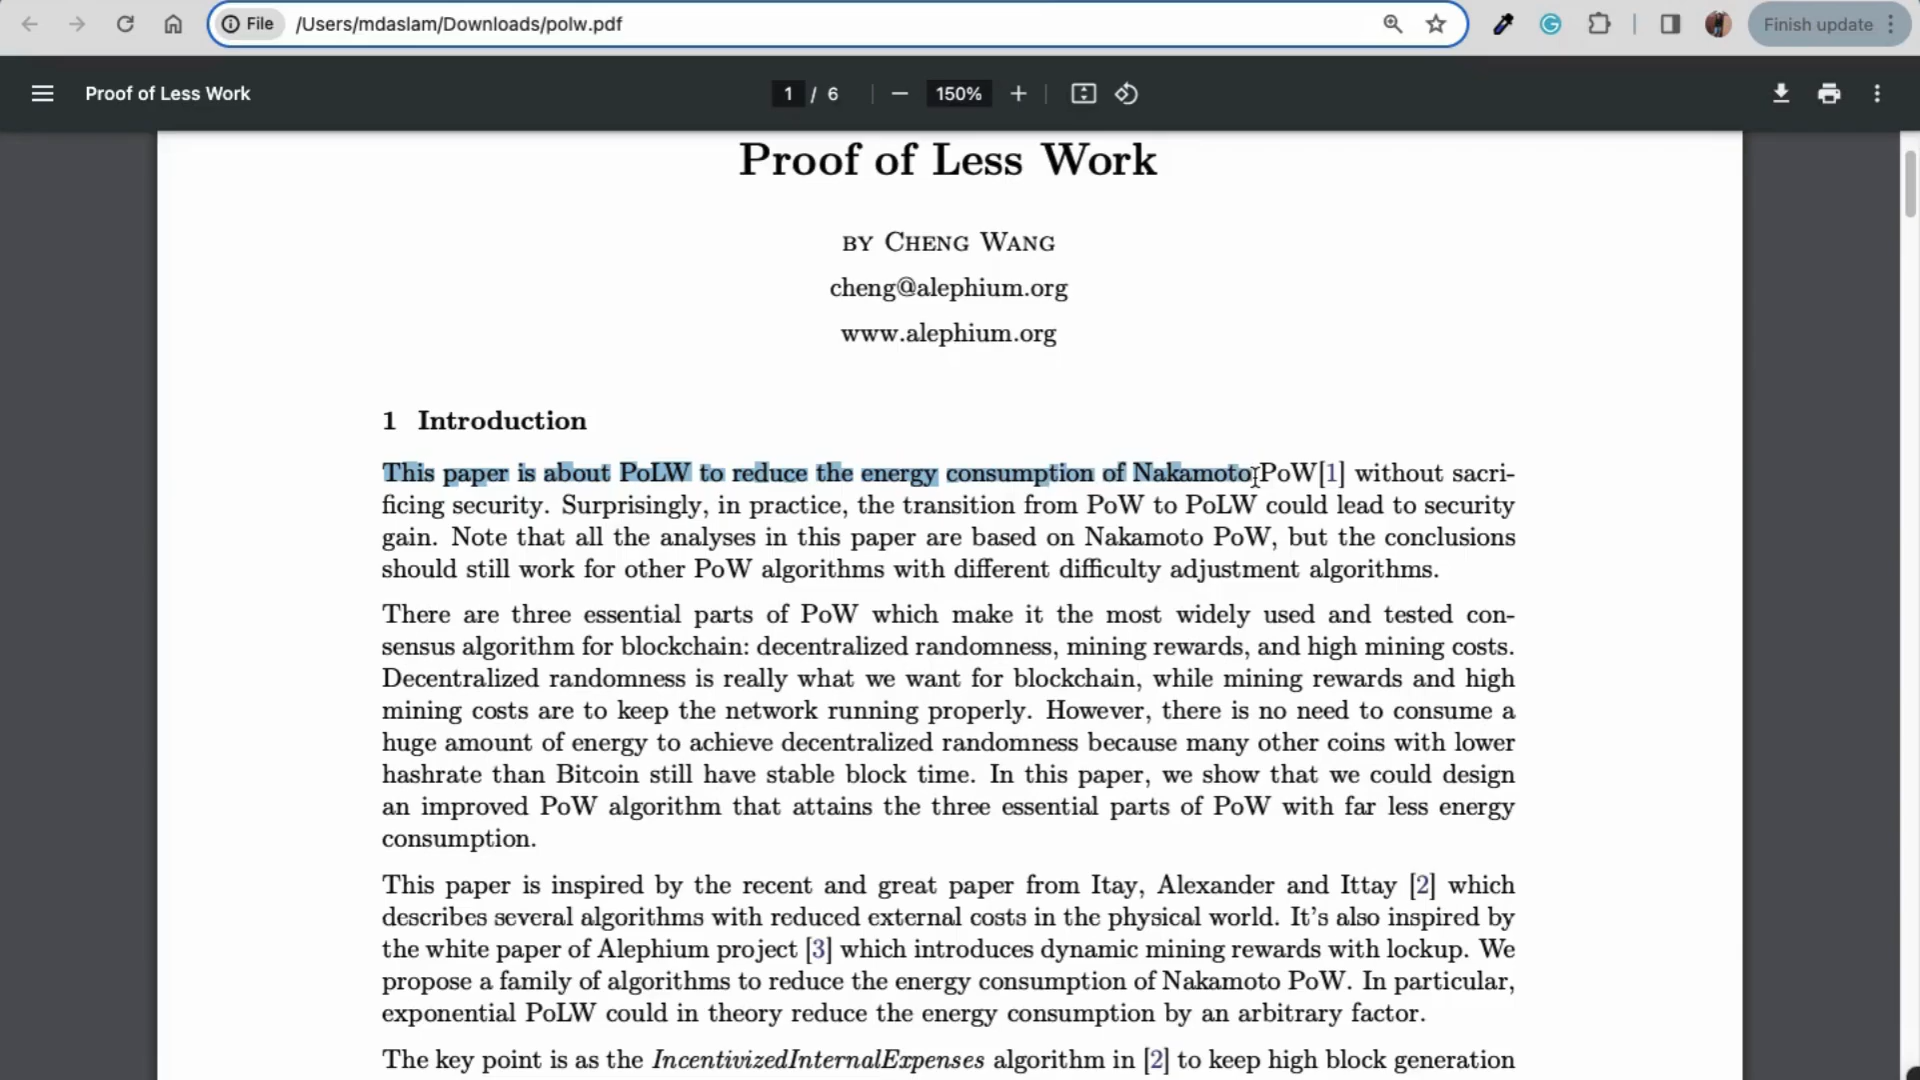 File /Users/mdaslam/Downloads/polw.pdf Finish update
Proof of Less Work 1 / 6 150%
Proof of Less Work
BY CHENG WANG
cheng@alephium.org
www.alephium.org
1 Introduction
This paper is about PoLW to reduce the energy consumption of Nakamoto PoW[1] without sacri-
ficing security. Surprisingly, in practice, the transition from PoW to PoLW could lead to security
gain. Note that all the analyses in this paper are based on Nakamoto PoW, but the conclusions
should still work for other PoW algorithms with different difficulty adjustment algorithms.
There are three essential parts of PoW which make it the most widely used and tested con-
sensus algorithm for blockchain: decentralized randomness, mining rewards, and high mining costs.
Decentralized randomness is really what we want for blockchain, while mining rewards and high
mining costs are to keep the network running properly. However, there is no need to consume a
huge amount of energy to achieve decentralized randomness because many other coins with lower
hashrate than Bitcoin still have stable block time. In this paper, we show that we could design
an improved PoW algorithm that attains the three essential parts of PoW with far less energy
consumption.
This paper is inspired by the recent and great paper from Itay, Alexander and Ittay [2] which
describes several algorithms with reduced external costs in the physical world. It's also inspired by
the white paper of Alephium project [3] which introduces dynamic mining rewards with lockup. We
propose a family of algorithms to reduce the energy consumption of Nakamoto PoW. In particular,
exponential PoLW could in theory reduce the energy consumption by an arbitrary factor.
The key point is as the IncentivizedInternalExpenses algorithm in [2] to keep high block generation